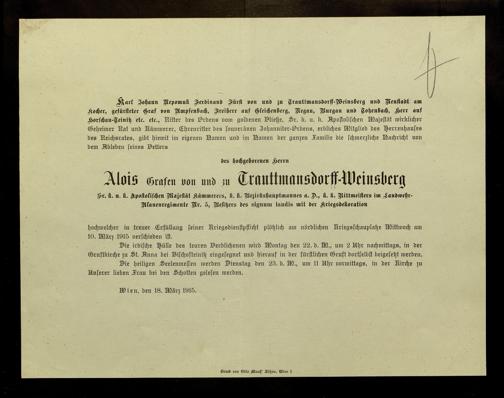 Karl Johann Nepomuk Ferdinand Fürst von und zu Trauttmansdorff-Weinsberg und Neustadt am
Kocher, gefürsteter Graf von Umpfenbach, Freiherr auf Gleichenberg, Negau, Burgau und Totzenbach, Herr auf
Horschau-Teinitz etc. etc., Ritter des Ordens vom goldenen Vließe, Sr. k. u. k. Apostolischen Majestät wirklicher
Geheimer Rat und Kämmerer, Ehrenritter des souveränen Johanniter-Ordens, erbliches Mitglied des Herrenhauses
des Reichsrates, gibt hiemit in eigenem Namen und im Namen der ganzen Familie die schmerzliche Nachricht von
dem Ableben seines Vetters
des hochgeborenen Herrn
Alois Grafen von und zu Trauttmansdorff-Weinsberg
Sr. k. u. k. Apostolischen Majestät Kämmerers, k. k. Bezirkshauptmannes a. D., k. k. Rittmeisters im Landwehr-
Ulanenregimente Nr. 5, Besitzers des signum laudis mit der Kriegsdekoration
hochwelcher in treuer Erfüllung seiner Kriegsdienstpflicht plötzlich am nördlichen Kriegsschauplatze Mittwoch am
10. März 1915 verschieden ist.
Die irdische Hülle des teuren Verblichenen wird Montag den 22. d. M., um 2 Uhr nachmittags, in der
Gruftkirche zu St. Anna bei Bischofteinitz eingesegnet und hierauf in der fürstlichen Gruft dortselbst beigesetzt werden.
Die heiligen Seelenmessen werden Dienstag den 23. d. M., um 11 Uhr vormittags, in der Kirche zu
Unserer lieben Frau bei den Schotten gelesen werden.
Wien, den 18. März 1915.
Druck von Otto Maaß' Söhne, Wien I